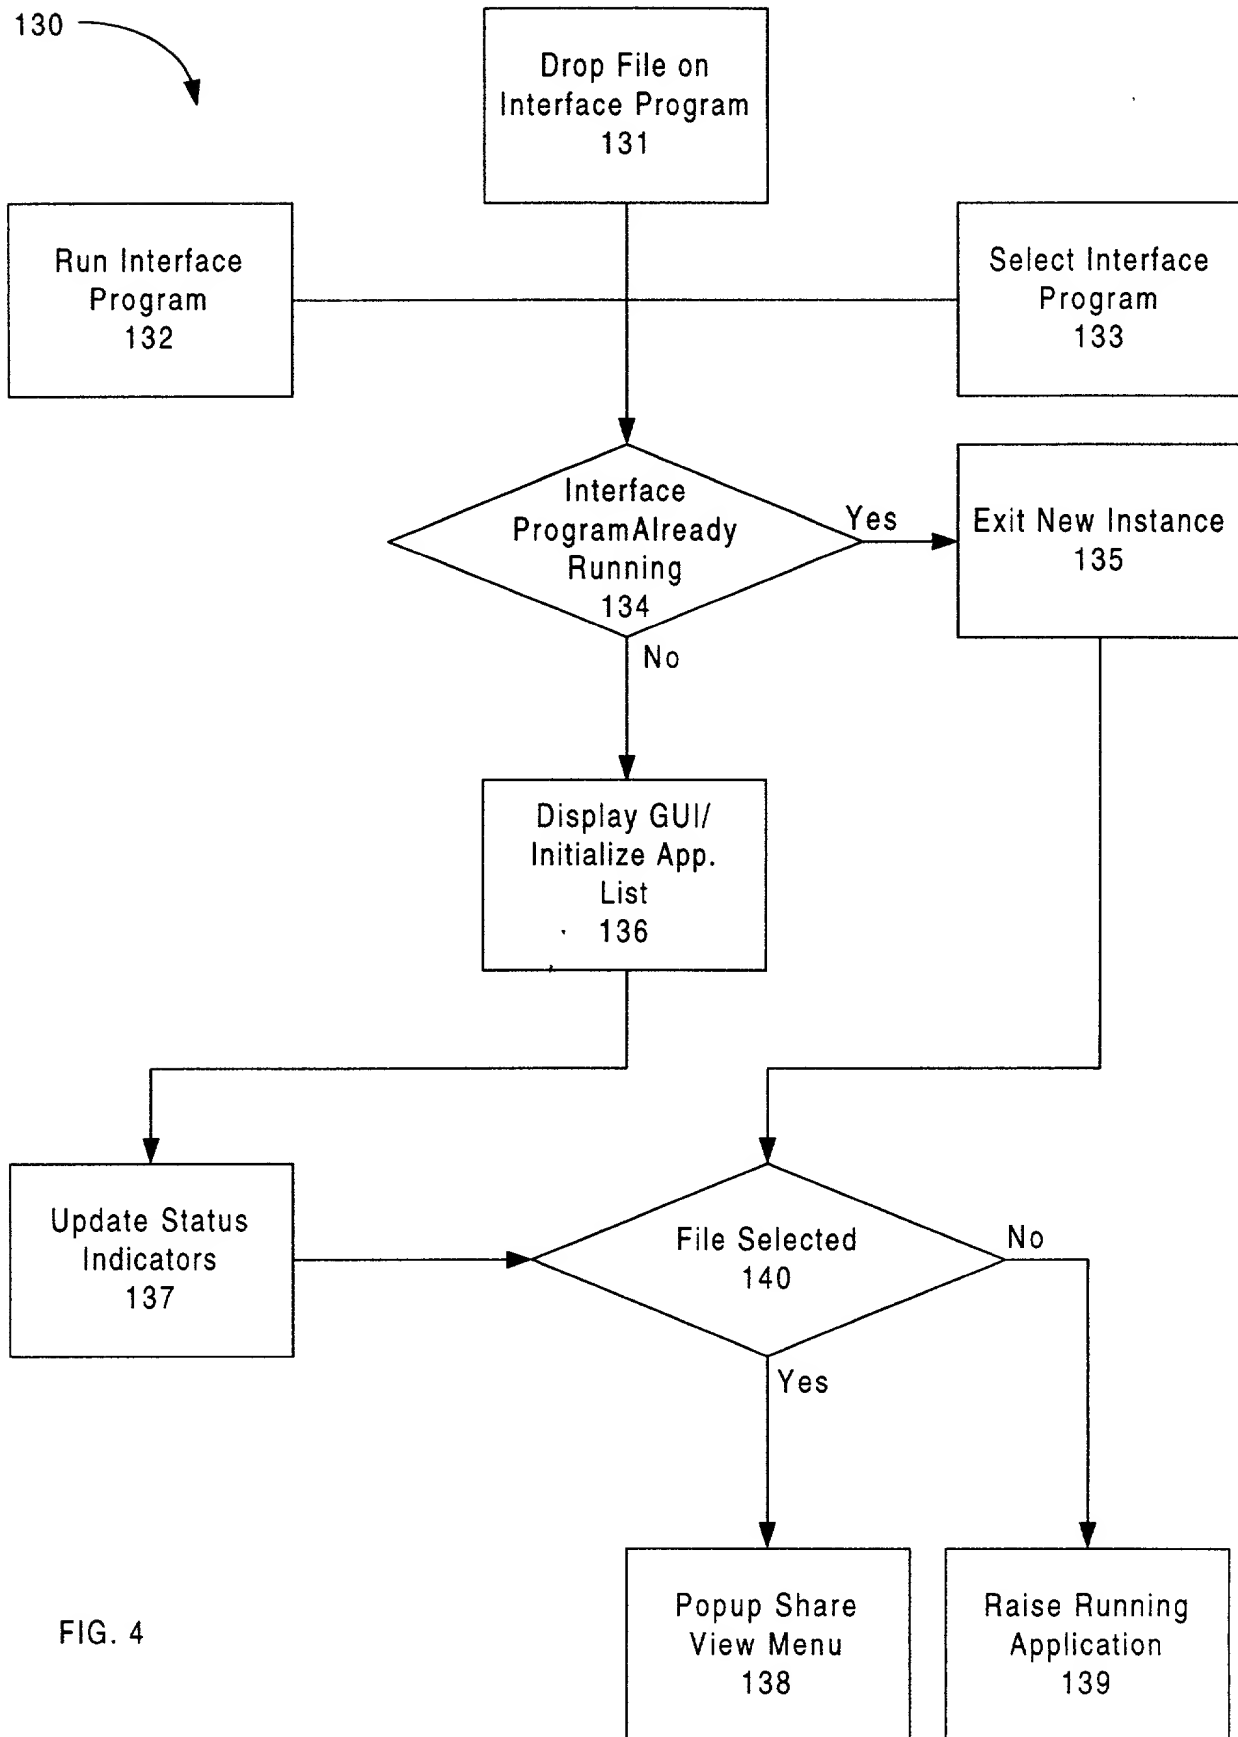 130
Drop File on
Interface Program
131
Run Interface
Program
132
Select Interface
Program
133
Interface
ProgramAlready
Running
134
Yes
Exit New Instance
135
No
Display GUI/
Initialize App.
List
136
Update Status
Indicators
137
File Selected
140
No
Yes
Popup Share
View Menu
138
Raise Running
Application
139
FIG. 4